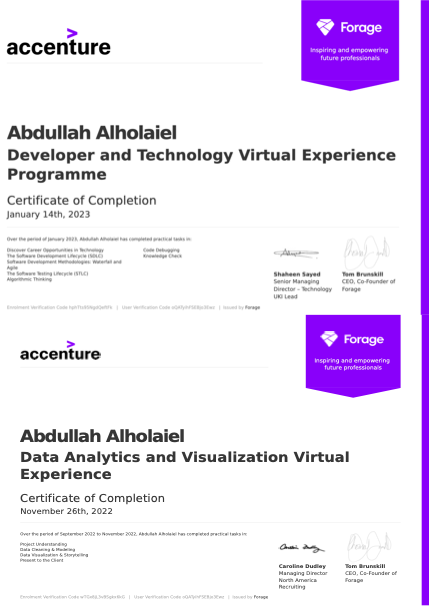 accenture
Forage
Inspiring and empowering
future professionals
Abdullah Alholaiel
Developer and Technology Virtual Experience
Programme
Certificate of Completion
January 14th, 2023
Over the period of January 2023, Abdullah Alholaiel has completed practical tasks in:
Discover Career Opportunities in Technology
The Software Development Lifecycle (SDLC)
Software Development Methodologies: Waterfall and
Agile
The Software Testing Lifecycle (STLC)
Algorithmic Thinking
Code Debugging
Knowledge Check
Shaheen Sayed
Senior Managing
Director – Technology
UKI Lead
Tom Brunskill
CEO, Co-Founder of
Forage
Enrolment Verification Code | User Verification Code | Issued by Forage
accenture
Forage
Inspiring and empowering
future professionals
Abdullah Alholaiel
Data Analytics and Visualization Virtual
Experience
Certificate of Completion
November 26th, 2022
Over the period of September 2022 to November 2022, Abdullah Alholaiel has completed practical tasks in:
Project Understanding
Data Cleaning & Modeling
Data Visualization & Storytelling
Present to the Client
Caroline Dudley
Managing Director
North America
Recruiting
Tom Brunskill
CEO, Co-Founder of
Forage
Enrolment Verification Code | User Verification Code | Issued by Forage